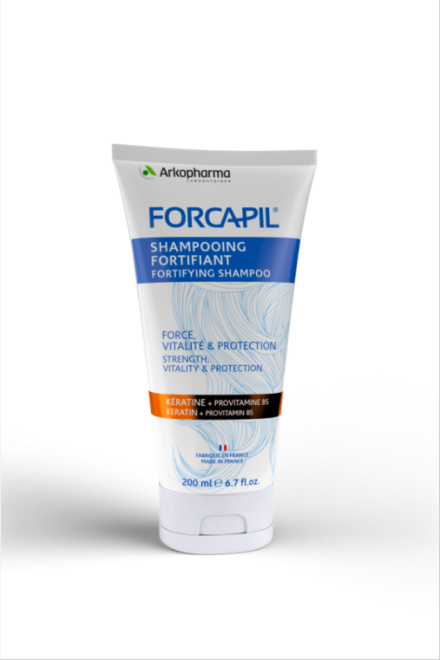 Arkopharma
LABORATOIRES
FORCAPIL®
SHAMPOOING
FORTIFIANT
FORTIFYING SHAMPOO
FORCE,
VITALITÉ & PROTECTION
STRENGTH,
VITALITY & PROTECTION
KÉRATINE + PROVITAMINE B5
KERATIN + PROVITAMIN B5
FABRIQUÉ EN FRANCE
MADE IN FRANCE
200 ml ℮ 6.7 fl.oz.